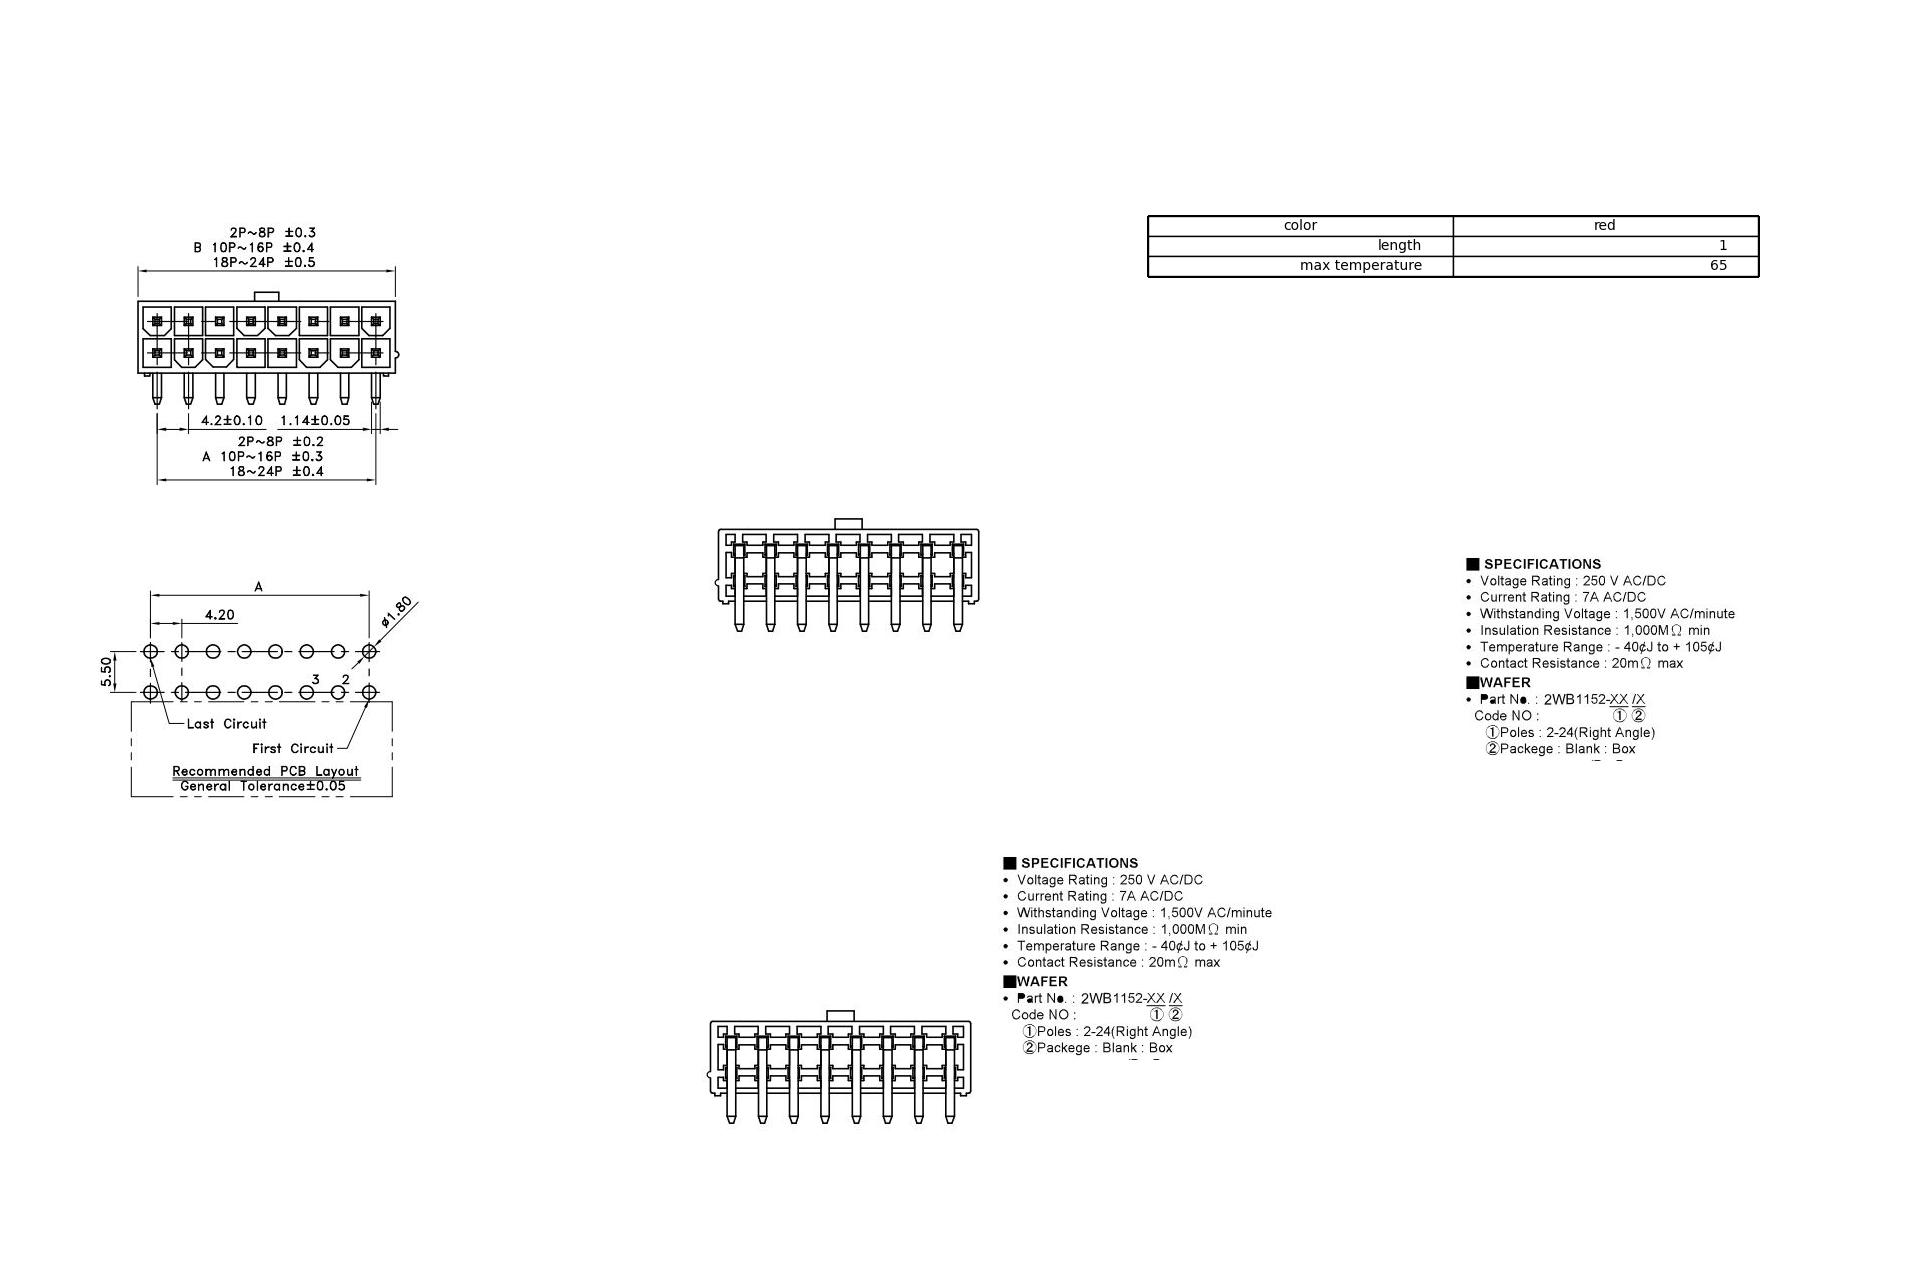 2P~8P ±0.3
B 10P~16P ±0.4
18P~24P ±0.5
4.2±0.10 1.14±0.05
2P~8P ±0.2
A 10P~16P ±0.3
18~24P ±0.4
A
4.20
ø1.80
5.50
3 2
Last Circuit
First Circuit
Recommended PCB Layout
General Tolerance±0.05
color red
length 1
max temperature 65
■ SPECIFICATIONS
• Voltage Rating : 250 V AC/DC
• Current Rating : 7A AC/DC
• Withstanding Voltage : 1,500V AC/minute
• Insulation Resistance : 1,000MΩ min
• Temperature Range : - 40¢J to + 105¢J
• Contact Resistance : 20mΩ max
■WAFER
• Part No. : 2WB1152-XX /X
Code NO : ① ②
①Poles : 2-24(Right Angle)
②Packege : Blank : Box
■ SPECIFICATIONS
• Voltage Rating : 250 V AC/DC
• Current Rating : 7A AC/DC
• Withstanding Voltage : 1,500V AC/minute
• Insulation Resistance : 1,000MΩ min
• Temperature Range : - 40¢J to + 105¢J
• Contact Resistance : 20mΩ max
■WAFER
• Part No. : 2WB1152-XX /X
Code NO : ① ②
①Poles : 2-24(Right Angle)
②Packege : Blank : Box